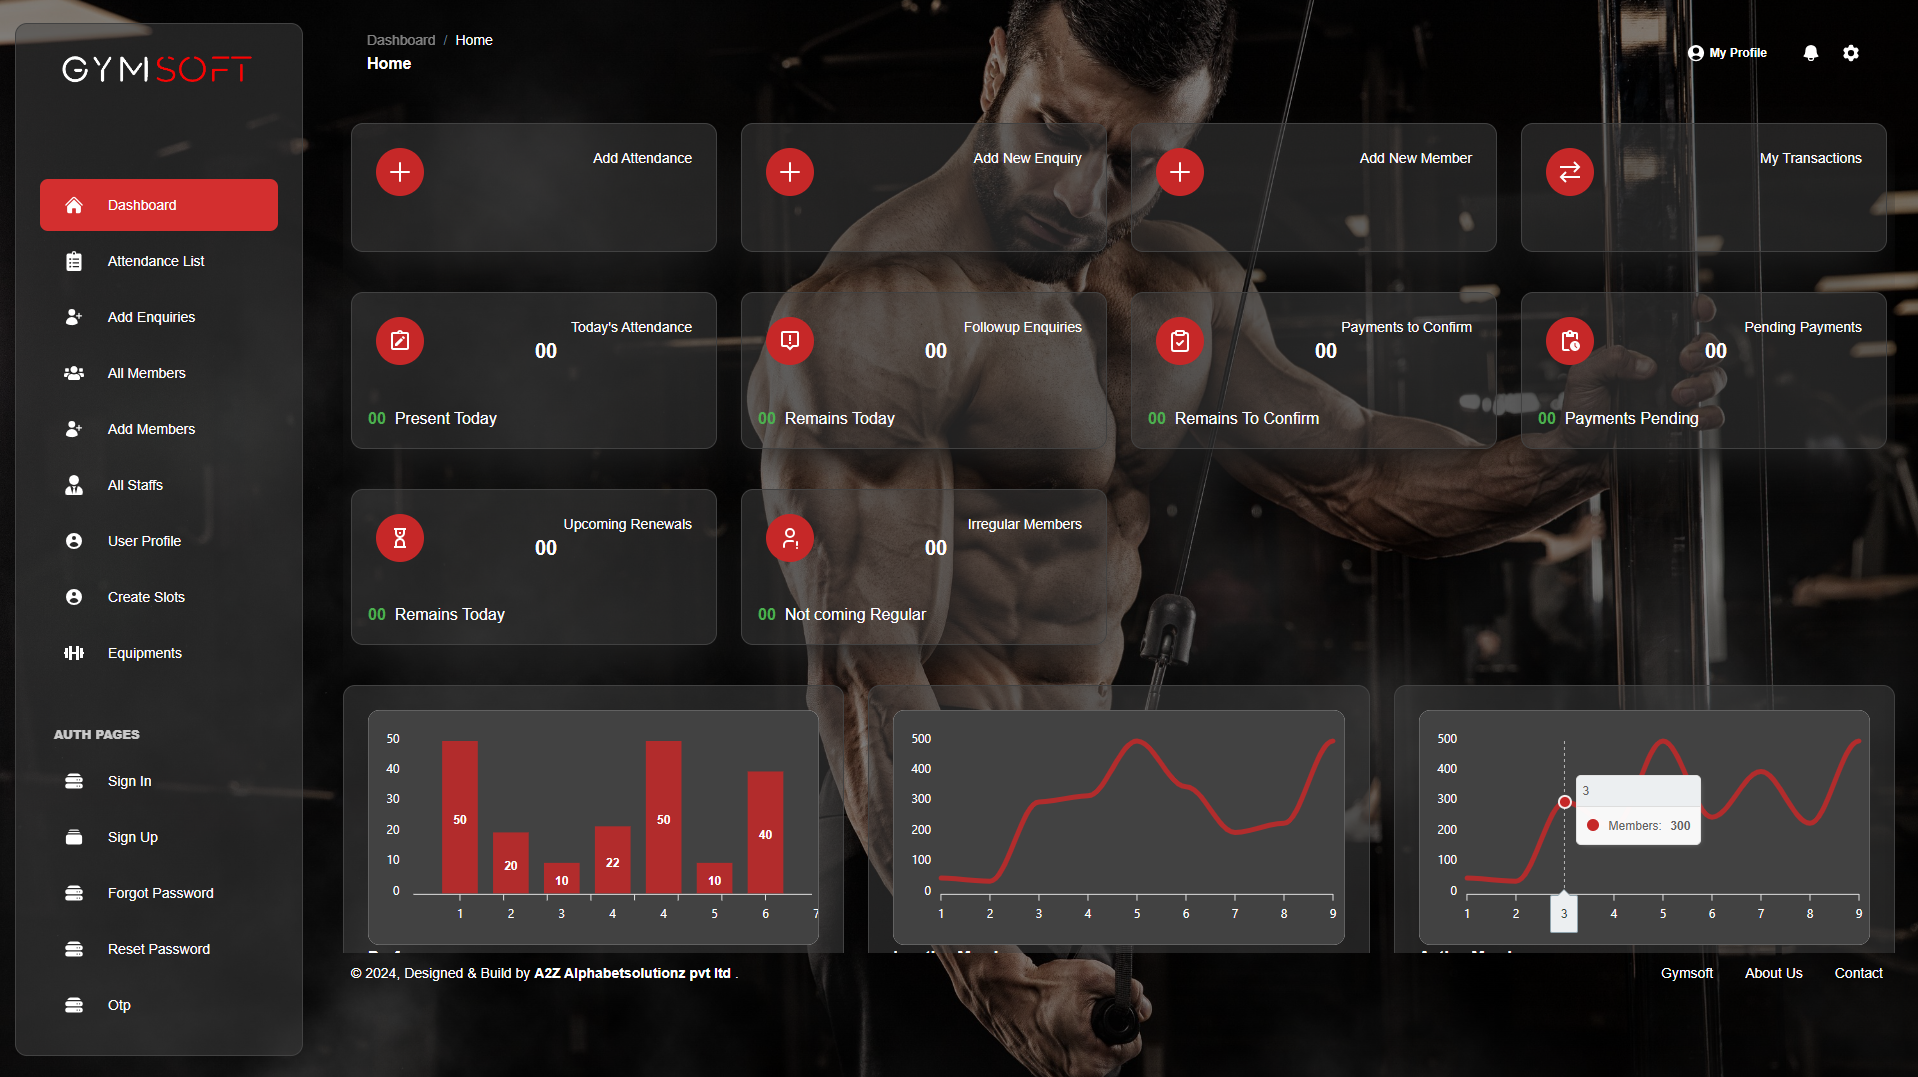 GYMSOFT
Dashboard / Home
Home
My Profile
Dashboard
Attendance List
Add Enquiries
All Members
Add Members
All Staffs
User Profile
Create Slots
Equipments
AUTH PAGES
Sign In
Sign Up
Forgot Password
Reset Password
Otp
Add Attendance
Add New Enquiry
Add New Member
My Transactions
Today's Attendance
00
00 Present Today
Followup Enquiries
00
00 Remains Today
Payments to Confirm
00
00 Remains To Confirm
Pending Payments
00
00 Payments Pending
Upcoming Renewals
00
00 Remains Today
Irregular Members
00
00 Not coming Regular
50
40
30
20
10
0
50 20 10 22 50 10 40
1 2 3 4 4 5 6 7
500
400
300
200
100
0
1 2 3 4 5 6 7 8 9
500
400
300
200
100
0
3
Members: 300
1 2 3 4 5 6 7 8 9
© 2024, Designed & Build by A2Z Alphabetsolutionz pvt ltd .
Gymsoft About Us Contact